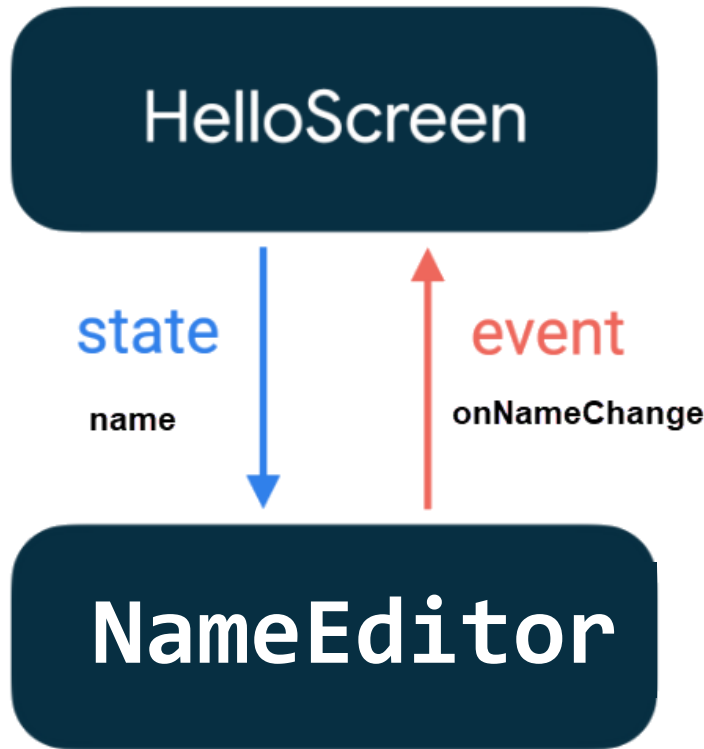 HelloScreen
state
event
name
onNameChange
NameEditor